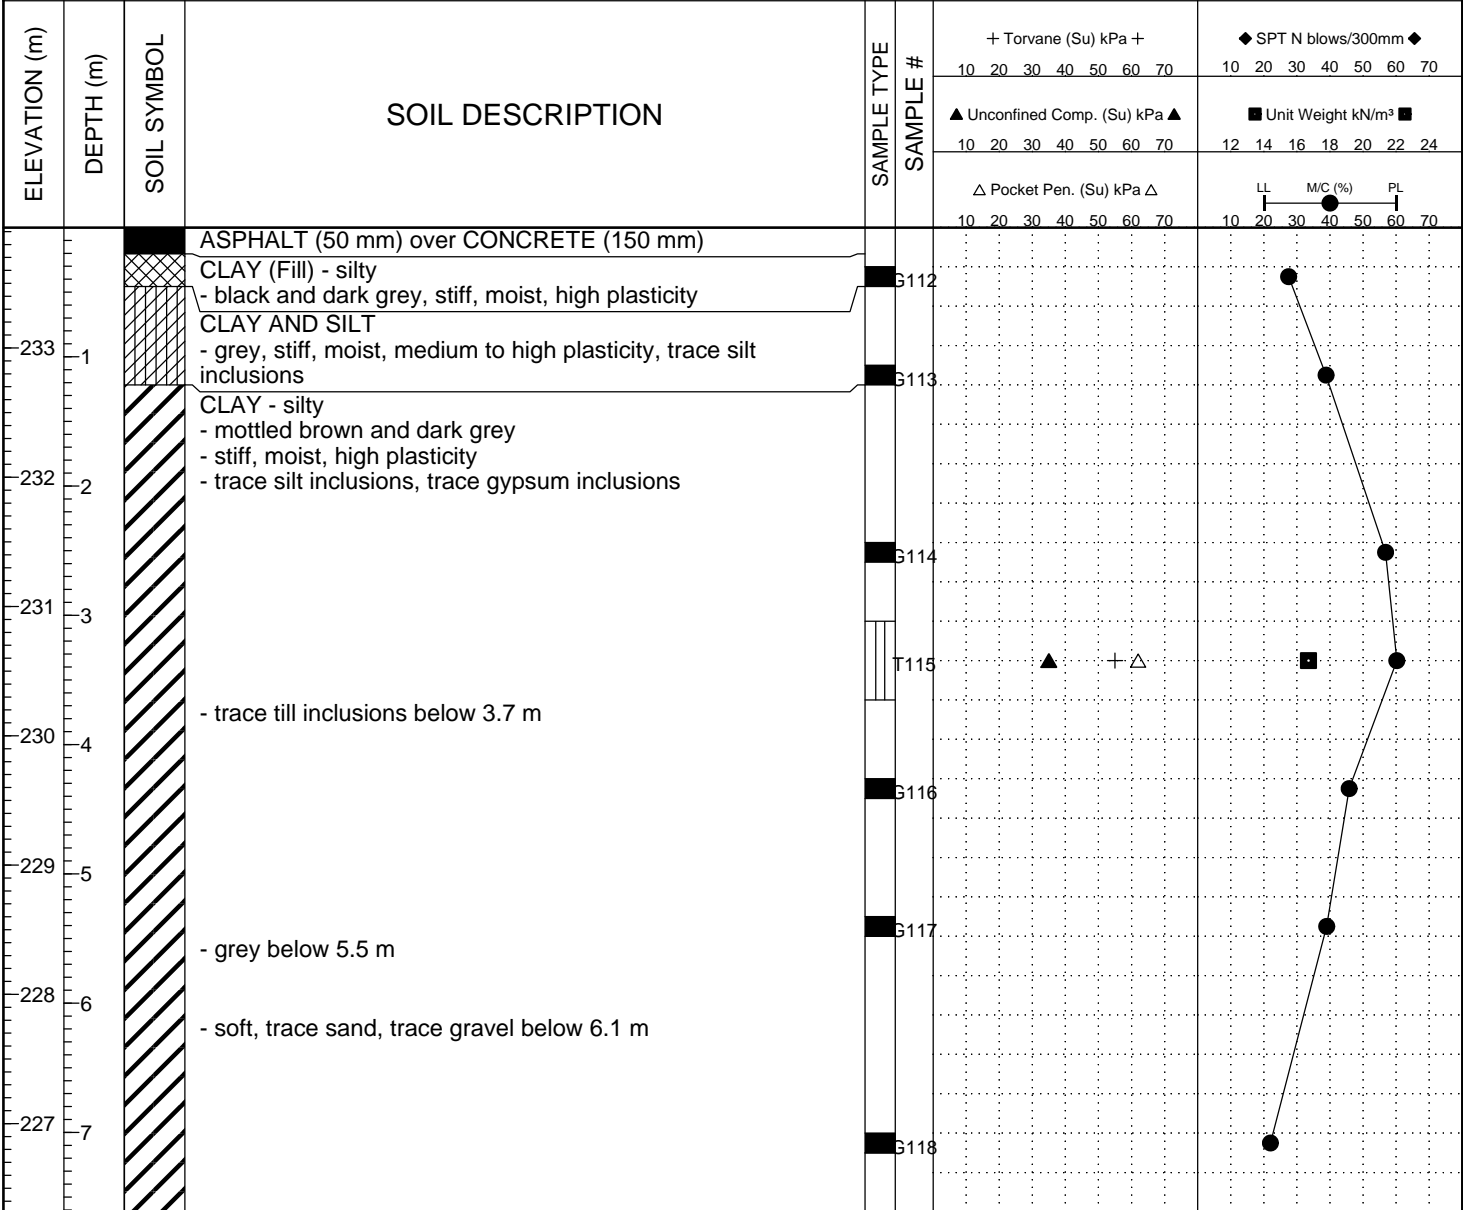 ELEVATION (m)
DEPTH (m)
SOIL SYMBOL
SOIL DESCRIPTION
SAMPLE TYPE
SAMPLE #
+ Torvane (Su) kPa +
10 20 30 40 50 60 70
▲ Unconfined Comp. (Su) kPa ▲
10 20 30 40 50 60 70
△ Pocket Pen. (Su) kPa △
10 20 30 40 50 60 70
◆ SPT N blows/300mm ◆
10 20 30 40 50 60 70
■ Unit Weight kN/m³ ■
12 14 16 18 20 22 24
LL M/C (%) PL
10 20 30 40 50 60 70
ASPHALT (50 mm) over CONCRETE (150 mm)
CLAY (Fill) - silty
G112
- black and dark grey, stiff, moist, high plasticity
CLAY AND SILT
233
1
- grey, stiff, moist, medium to high plasticity, trace silt
inclusions
G113
CLAY - silty
- mottled brown and dark grey
- stiff, moist, high plasticity
232
2
- trace silt inclusions, trace gypsum inclusions
G114
231
3
T115
- trace till inclusions below 3.7 m
230
4
G116
229
5
G117
- grey below 5.5 m
228
6
- soft, trace sand, trace gravel below 6.1 m
227
7
G118